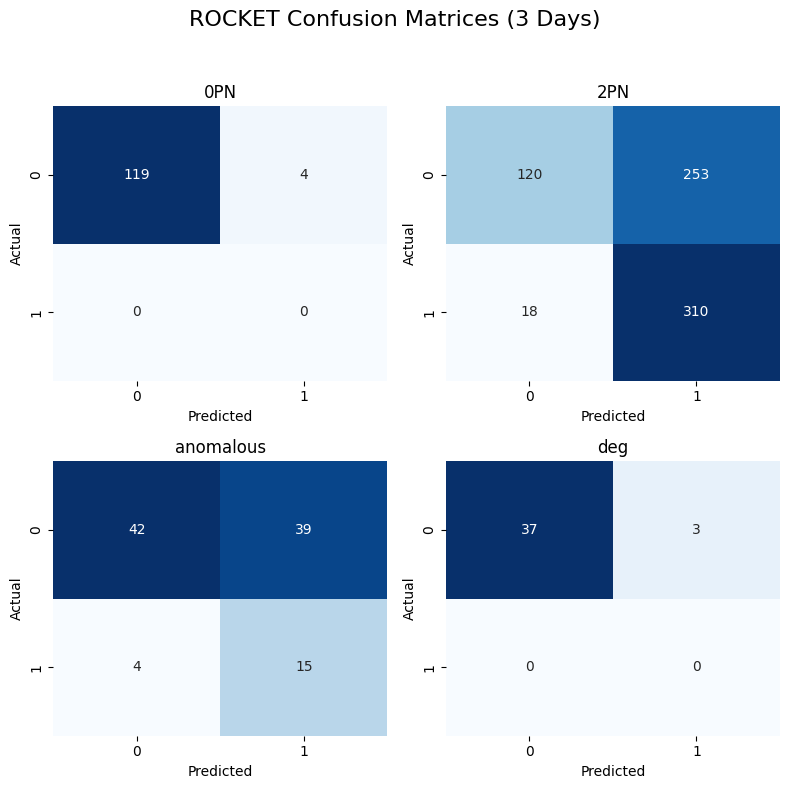 ROCKET Confusion Matrices (3 Days)
0PN
0
119
4
Actual
1
0
0
0
1
Predicted
2PN
0
120
253
Actual
1
18
310
0
1
Predicted
anomalous
0
42
39
Actual
1
4
15
0
1
Predicted
deg
0
37
3
Actual
1
0
0
0
1
Predicted